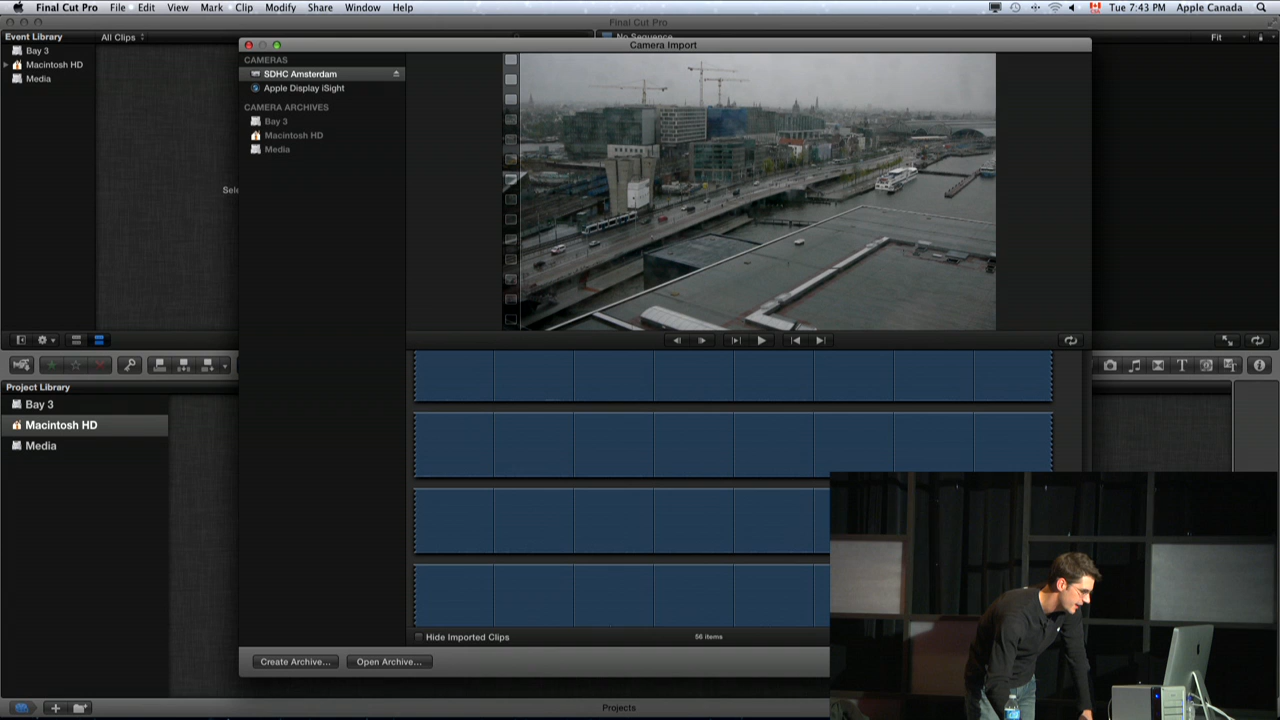 Final Cut Pro File Edit View Mark Clip Modify Share Window Help Tue 7:43 PM Apple Canada
Final Cut Pro
Event Library All Clips No Sequence Fit
Camera Import
Bay 3
Macintosh HD
Media
CAMERAS
SDHC Amsterdam
Apple Display iSight
CAMERA ARCHIVES
Bay 3
Macintosh HD
Media
Sele
Project Library
Bay 3
Macintosh HD
Media
Hide Imported Clips 56 items
Create Archive... Open Archive...
Projects